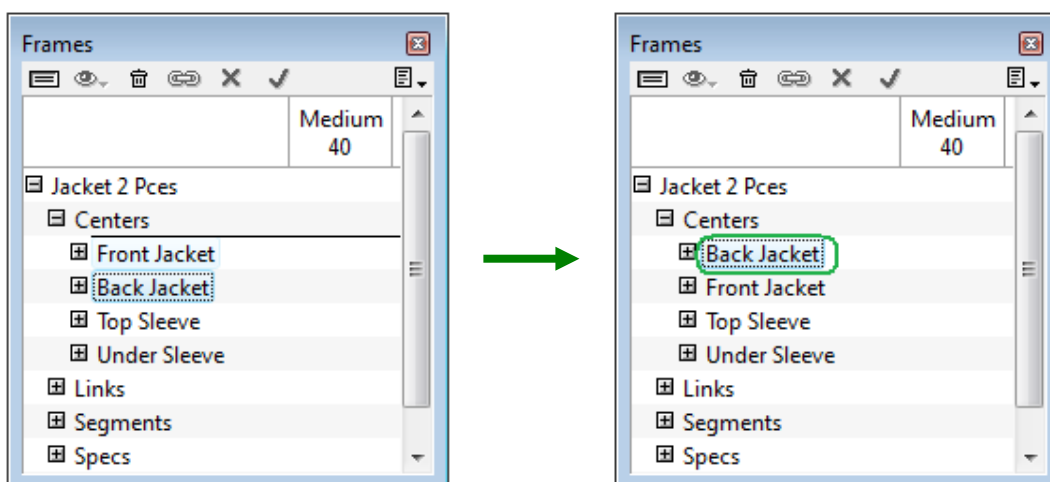 Frames
Medium
40
Jacket 2 Pces
Centers
Front Jacket
Back Jacket
Top Sleeve
Under Sleeve
Links
Segments
Specs
Frames
Medium
40
Jacket 2 Pces
Centers
Back Jacket
Front Jacket
Top Sleeve
Under Sleeve
Links
Segments
Specs